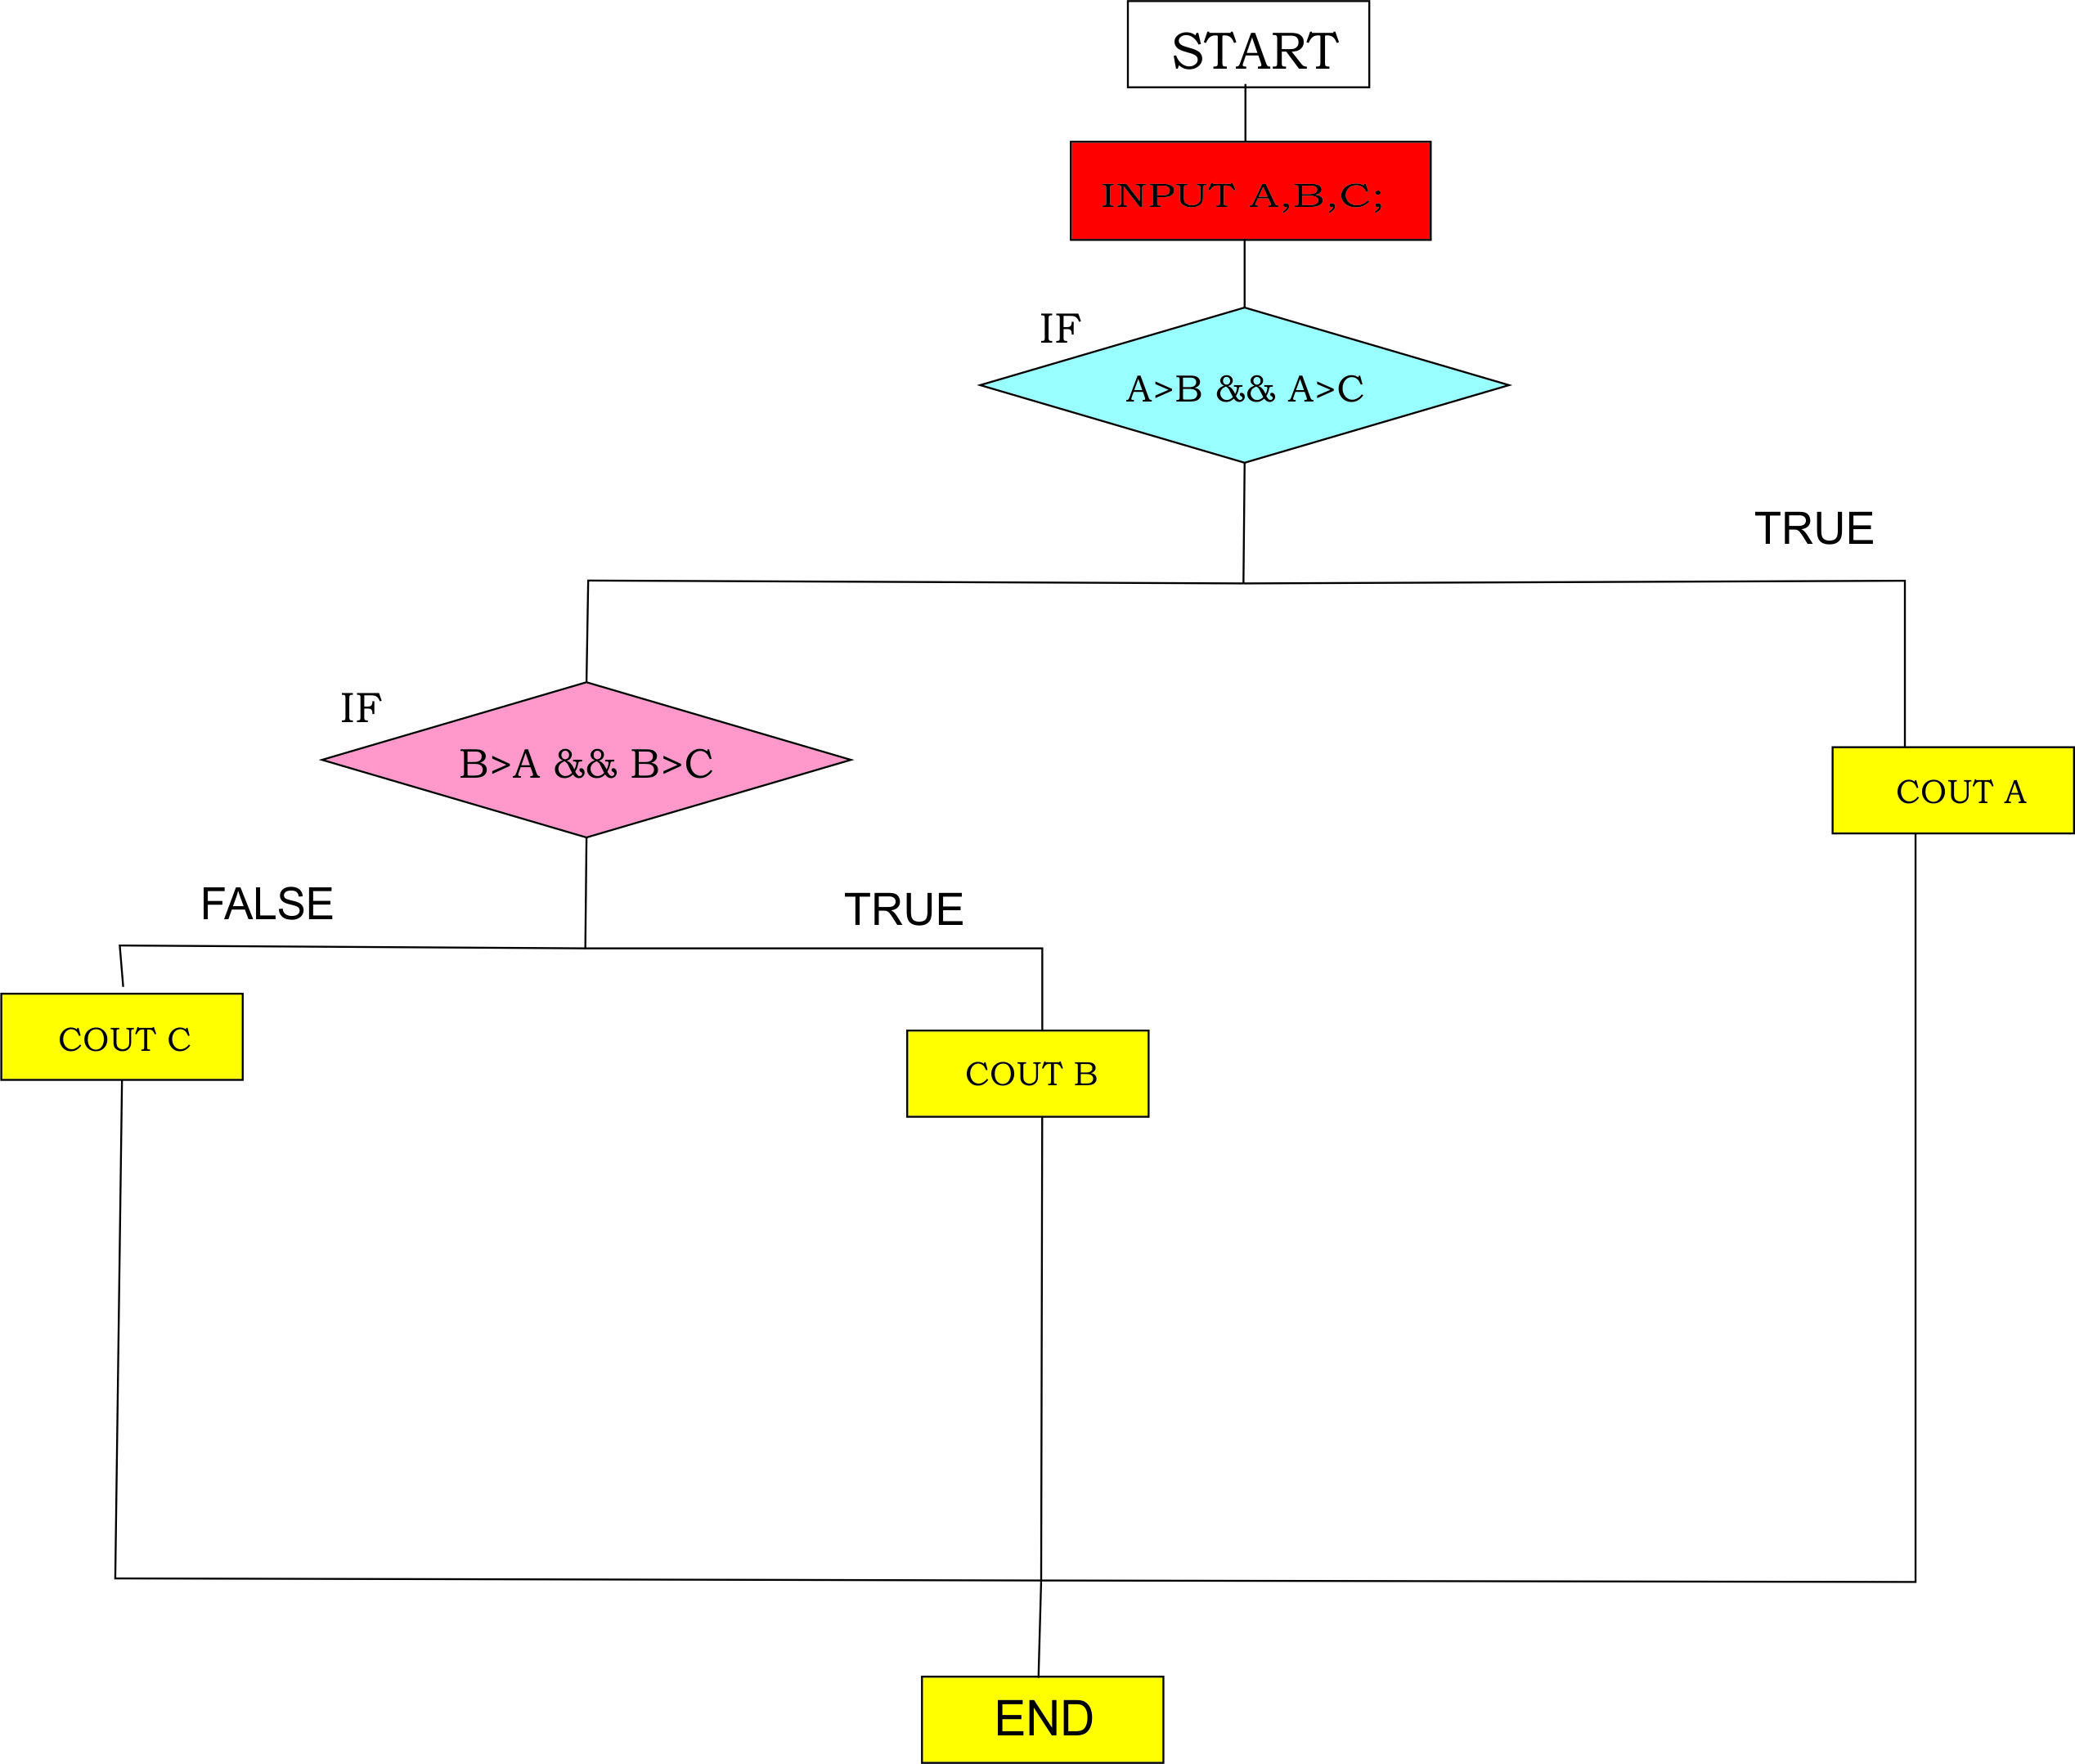 START
INPUT A,B,C;
IF
A>B && A>C
TRUE
IF
B>A && B>C
COUT A
FALSE
TRUE
COUT C
COUT B
END